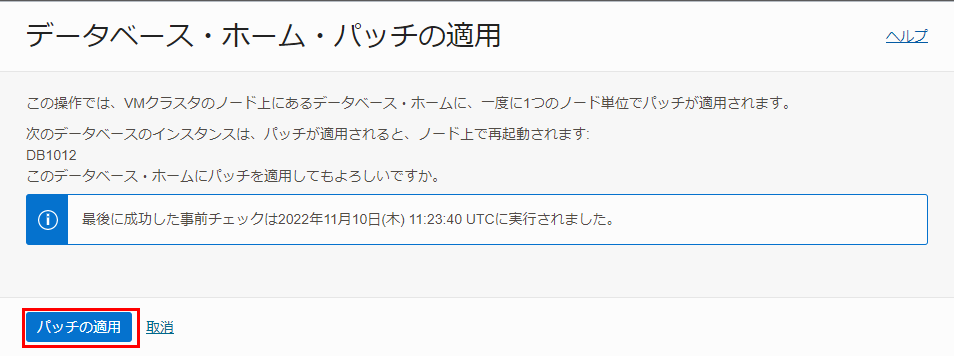 データベース・ホーム・パッチの適用
ヘルプ
この操作では、VMクラスタのノード上にあるデータベース・ホームに、一度に1つのノード単位でパッチが適用されます。
次のデータベースのインスタンスは、パッチが適用されると、ノード上で再起動されます:
DB1012
このデータベース・ホームにパッチを適用してもよろしいですか。
最後に成功した事前チェックは2022年11月10日(木) 11:23:40 UTCに実行されました。
パッチの適用 取消